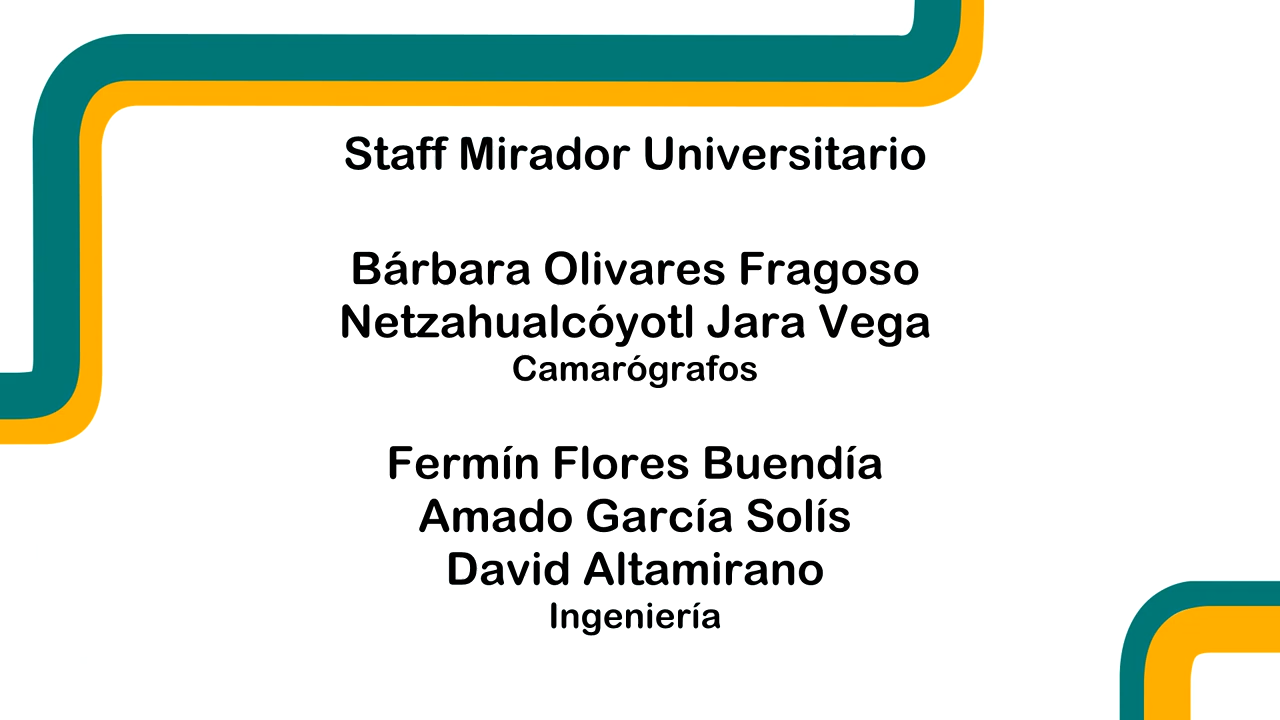 Staff Mirador Universitario
Bárbara Olivares Fragoso
Netzahualcóyotl Jara Vega
Camarógrafos
Fermín Flores Buendía
Amado García Solís
David Altamirano
Ingeniería